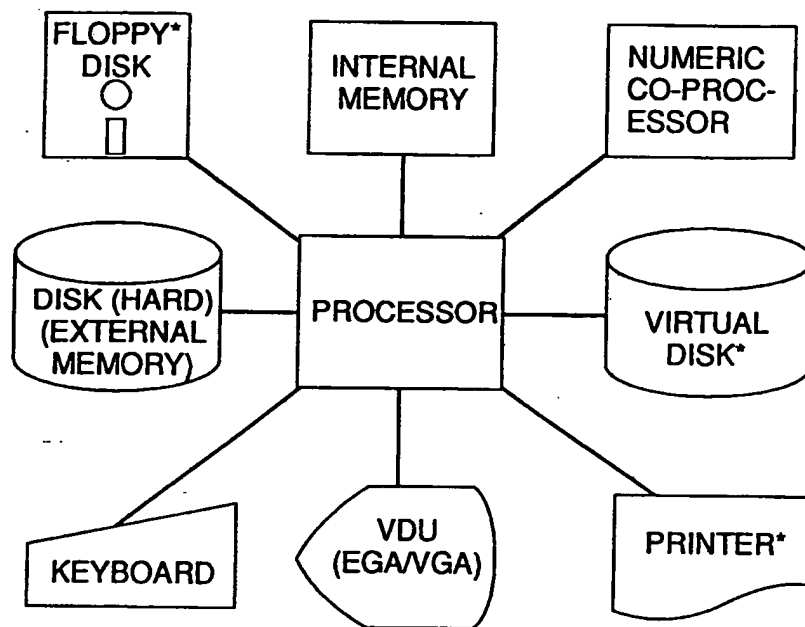 FLOPPY*
DISK
INTERNAL
MEMORY
NUMERIC
CO-PROC-
ESSOR
DISK (HARD)
(EXTERNAL
MEMORY)
PROCESSOR
VIRTUAL
DISK*
KEYBOARD
VDU
(EGA/VGA)
PRINTER*